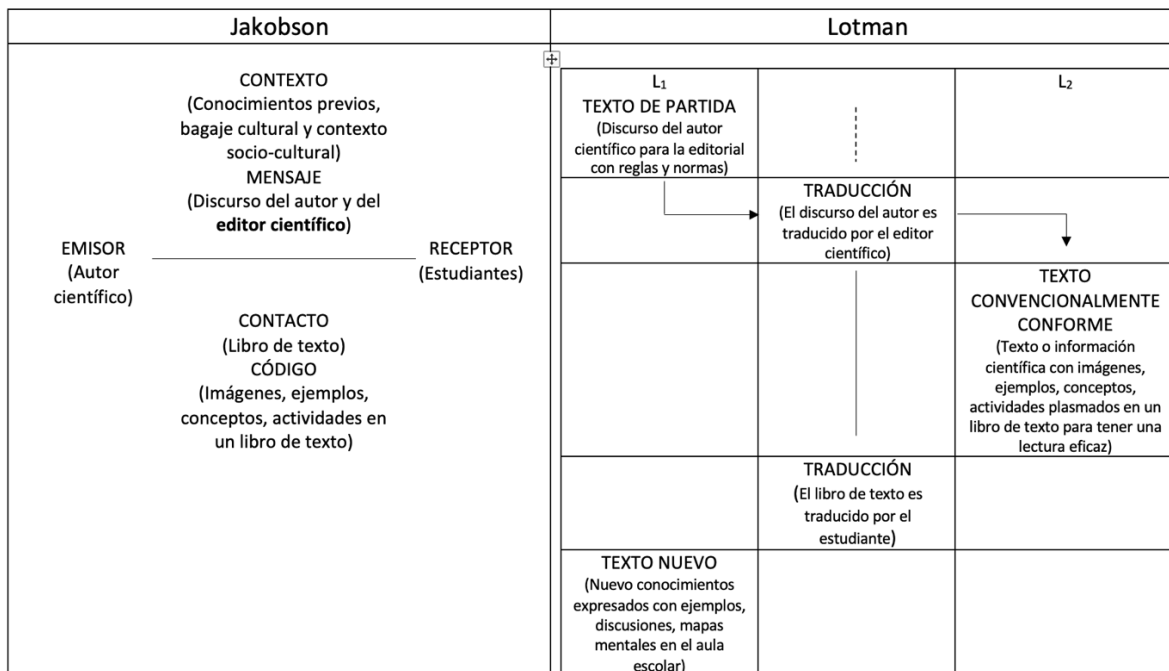 Jakobson
Lotman
CONTEXTO
(Conocimientos previos,
bagaje cultural y contexto
socio-cultural)
MENSAJE
(Discurso del autor y del
editor científico)
EMISOR
(Autor
científico)
RECEPTOR
(Estudiantes)
CONTACTO
(Libro de texto)
CÓDIGO
(Imágenes, ejemplos,
conceptos, actividades en
un libro de texto)
L₁
TEXTO DE PARTIDA
(Discurso del autor
científico para la editorial
con reglas y normas)
L₂
TRADUCCIÓN
(El discurso del autor es
traducido por el editor
científico)
TEXTO
CONVENCIONALMENTE
CONFORME
(Texto o información
científica con imágenes,
ejemplos, conceptos,
actividades plasmados en un
libro de texto para tener una
lectura eficaz)
TRADUCCIÓN
(El libro de texto es
traducido por el
estudiante)
TEXTO NUEVO
(Nuevo conocimientos
expresados con ejemplos,
discusiones, mapas
mentales en el aula
escolar)